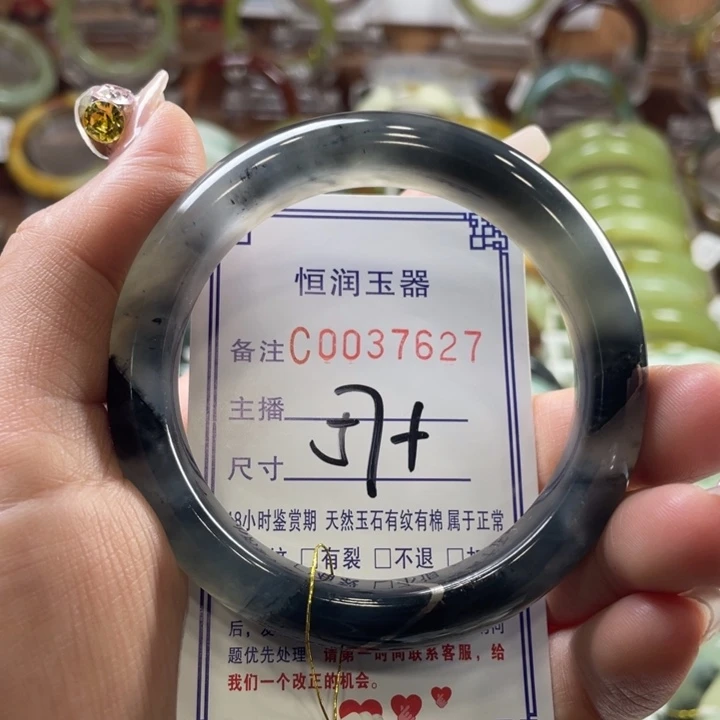 恒润玉器
备注C0037627
主播
尺寸
8小时鉴赏期 天然玉石有纹有棉属于正常
□有裂 □不退 □
后，
题优先处理，请第一时间联系客服，给
我们一个改正的机会。